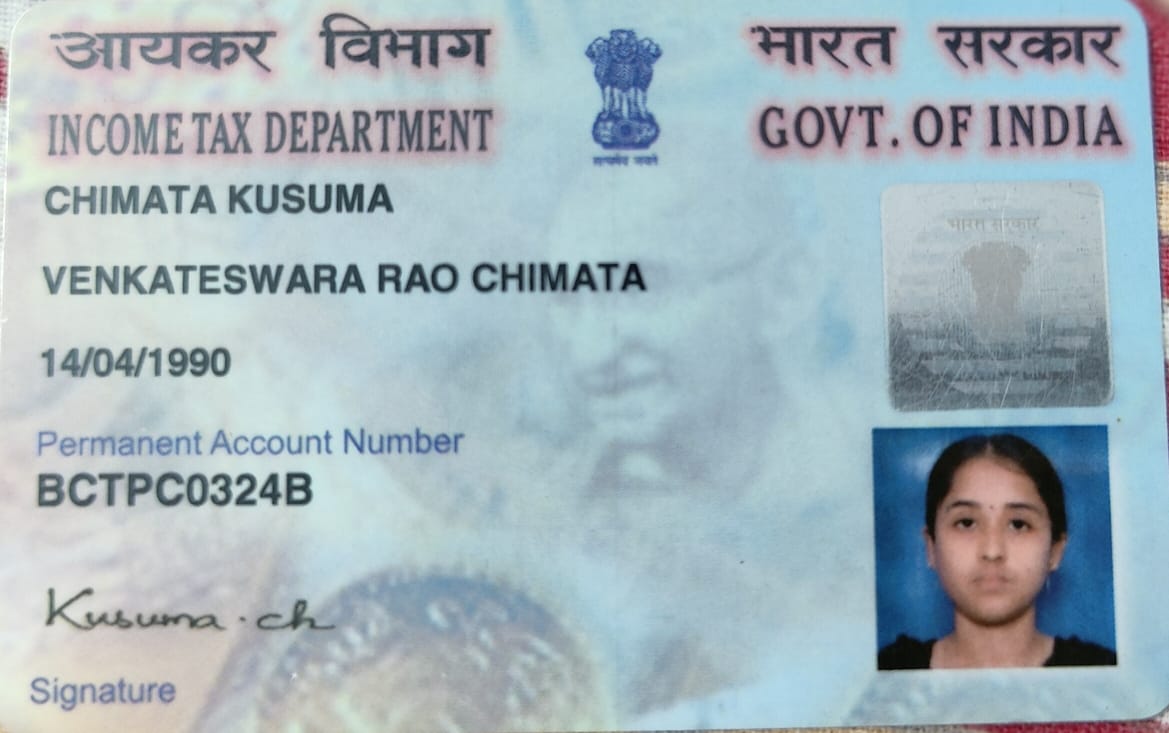 आयकर विभाग
INCOME TAX DEPARTMENT
भारत सरकार
GOVT. OF INDIA
सत्यमेव जयते
CHIMATA KUSUMA
VENKATESWARA RAO CHIMATA
14/04/1990
Permanent Account Number
BCTPC0324B
Kusuma.ch
Signature
भारत सरकार